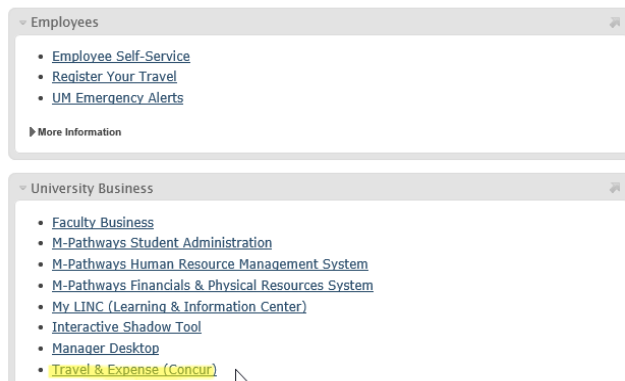 Employees
Employee Self-Service
Register Your Travel
UM Emergency Alerts
More Information
University Business
Faculty Business
M-Pathways Student Administration
M-Pathways Human Resource Management System
M-Pathways Financials & Physical Resources System
My LINC (Learning & Information Center)
Interactive Shadow Tool
Manager Desktop
Travel & Expense (Concur)